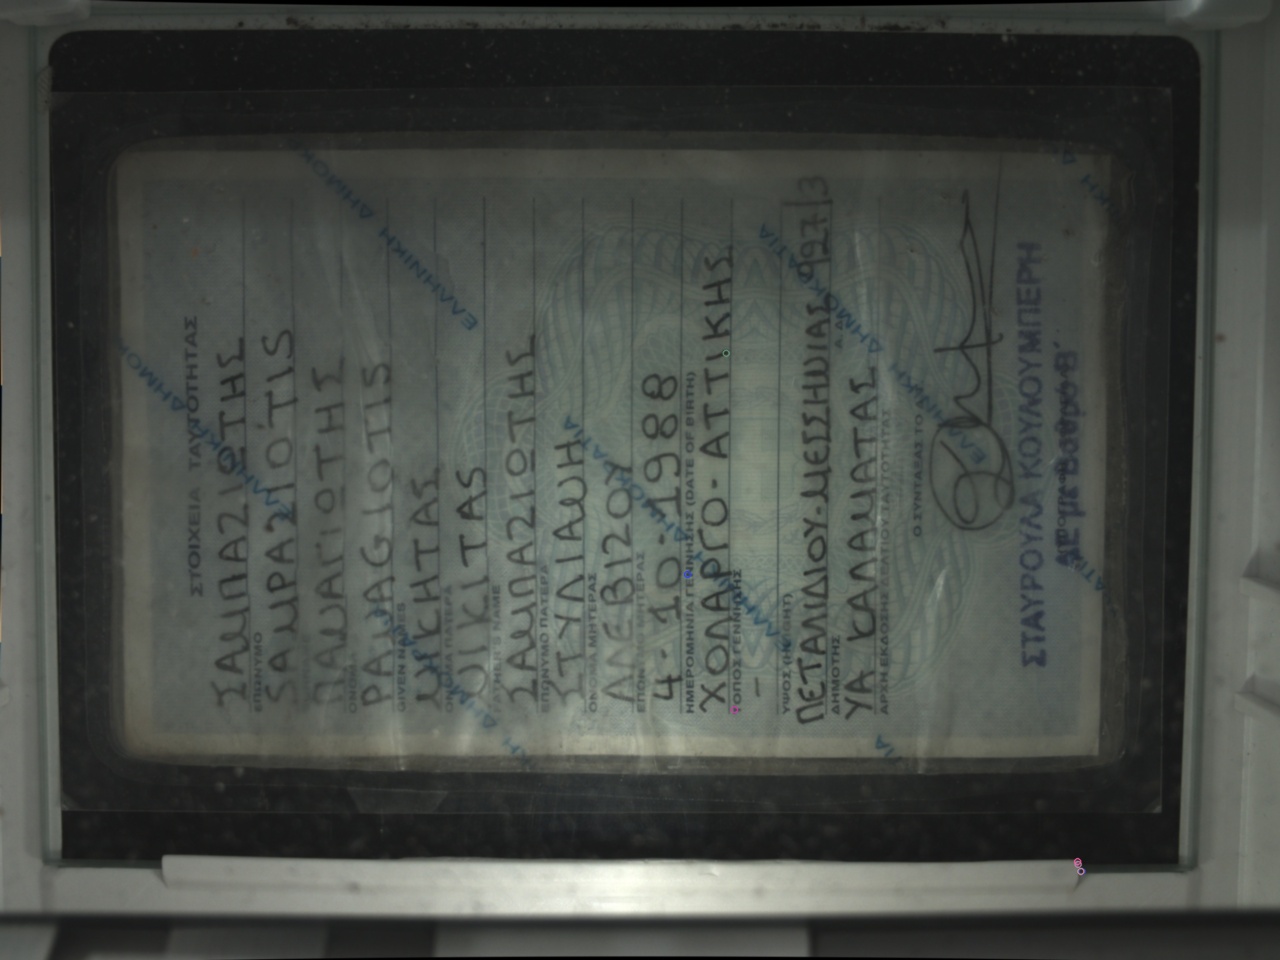 ΣΤΟΙΧΕΙΑ ΤΑΥΤΟΤΗΤΑΣ
ΣΑΜΠΑΖΙΩΤΗΣ
ΕΠΩΝΥΜΟ
SAMPAZIOTIS
ΠΑΝΑΓΙΩΤΗΣ
ΟΝΟΜΑ
PANAGIOTIS
GIVEN NAMES
ΝΙΚΗΤΑΣ
ΟΝΟΜΑ ΠΑΤΕΡΑ
NIKITAS
FATHER'S NAME
ΣΑΜΠΑΖΙΩΤΗΣ
ΕΠΩΝΥΜΟ ΠΑΤΕΡΑ
ΣΤΥΛΙΑΝΗ
ΟΝΟΜΑ ΜΗΤΕΡΑΣ
ΑΛΕΒΙΖΟΥ
ΕΠΩΝΥΜΟ ΜΗΤΕΡΑΣ
4-10-1988
ΗΜΕΡΟΜΗΝΙΑ ΓΕΝΝΗΣΗΣ (DATE OF BIRTH)
ΧΟΛΑΡΓΟ-ΑΤΤΙΚΗΣ
ΤΟΠΟΣ ΓΕΝΝΗΣΗΣ
-
ΥΨΟΣ (HEIGHT)
ΠΕΤΑΛΙΔΙΟΥ-ΜΕΣΣΗΝΙΑΣ 927/3
ΔΗΜΟΤΗΣ
ΥΑ ΚΑΛΑΜΑΤΑΣ
ΑΡΧΗ ΕΚΔΟΣΗΣ ΔΕΛΤΙΟΥ ΤΑΥΤΟΤΗΤΑΣ
Ο ΣΥΝΤΑΞΑΣ ΤΟ
ΣΤΑΥΡΟΥΛΑ ΚΟΥΛΟΥΜΠΕΡΗ
ΕΛΛΗΝΙΚΗ ΔΗΜΟΚΡΑΤΙΑ